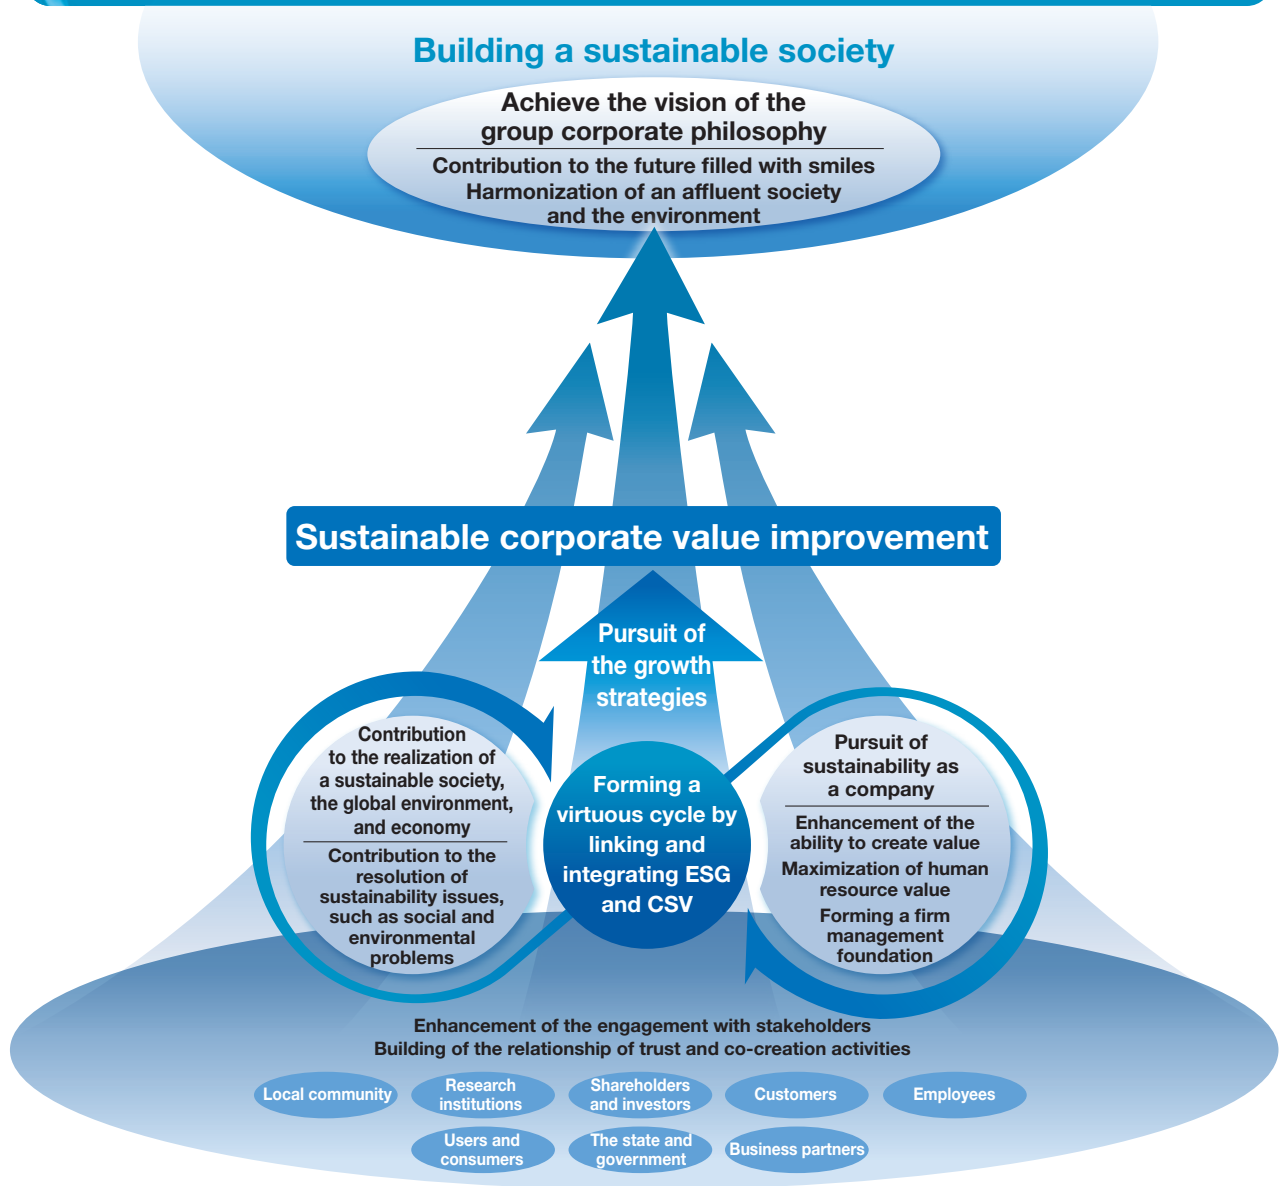 Building a sustainable society
Achieve the vision of the
group corporate philosophy
Contribution to the future filled with smiles
Harmonization of an affluent society
and the environment
Sustainable corporate value improvement
Pursuit of
the growth
strategies
Contribution
to the realization of
a sustainable society,
the global environment,
and economy
Contribution to the
resolution of
sustainability issues,
such as social and
environmental
problems
Forming a
virtuous cycle by
linking and
integrating ESG
and CSV
Pursuit of
sustainability as
a company
Enhancement of the
ability to create value
Maximization of human
resource value
Forming a firm
management
foundation
Enhancement of the engagement with stakeholders
Building of the relationship of trust and co-creation activities
Local community
Research
institutions
Shareholders
and investors
Customers
Employees
Users and
consumers
The state and
government
Business partners